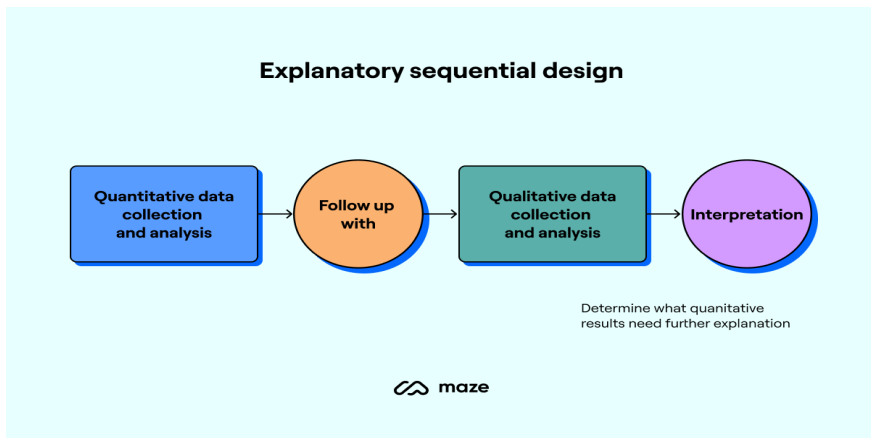 Explanatory sequential design
Quantitative data
collection
and analysis
Follow up
with
Qualitative data
collection
and analysis
Interpretation
Determine what quanitative
results need further explanation
maze